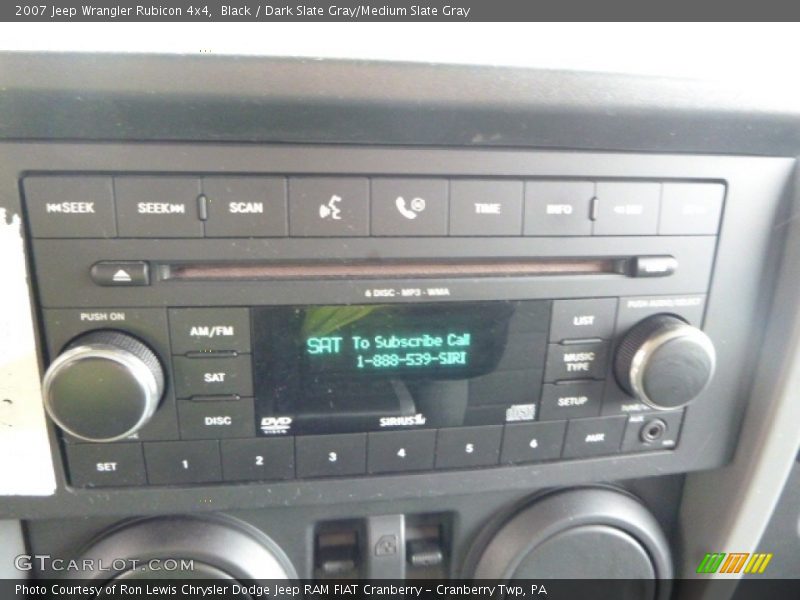 2007 Jeep Wrangler Rubicon 4x4, Black / Dark Slate Gray/Medium Slate Gray
SEEK SEEK SCAN TIME INFO
6 DISC - MP3 - WMA
PUSH ON
PUSH AUDIO/SELECT
AM/FM
LIST
SAT To Subscribe Call
1-888-539-SIRI
SAT
MUSIC TYPE
DISC
SETUP
DVD VIDEO
SIRIUS
SET 1 2 3 4 5 6 AUX
GTCARLOT.COM
Photo Courtesy of Ron Lewis Chrysler Dodge Jeep RAM FIAT Cranberry – Cranberry Twp, PA